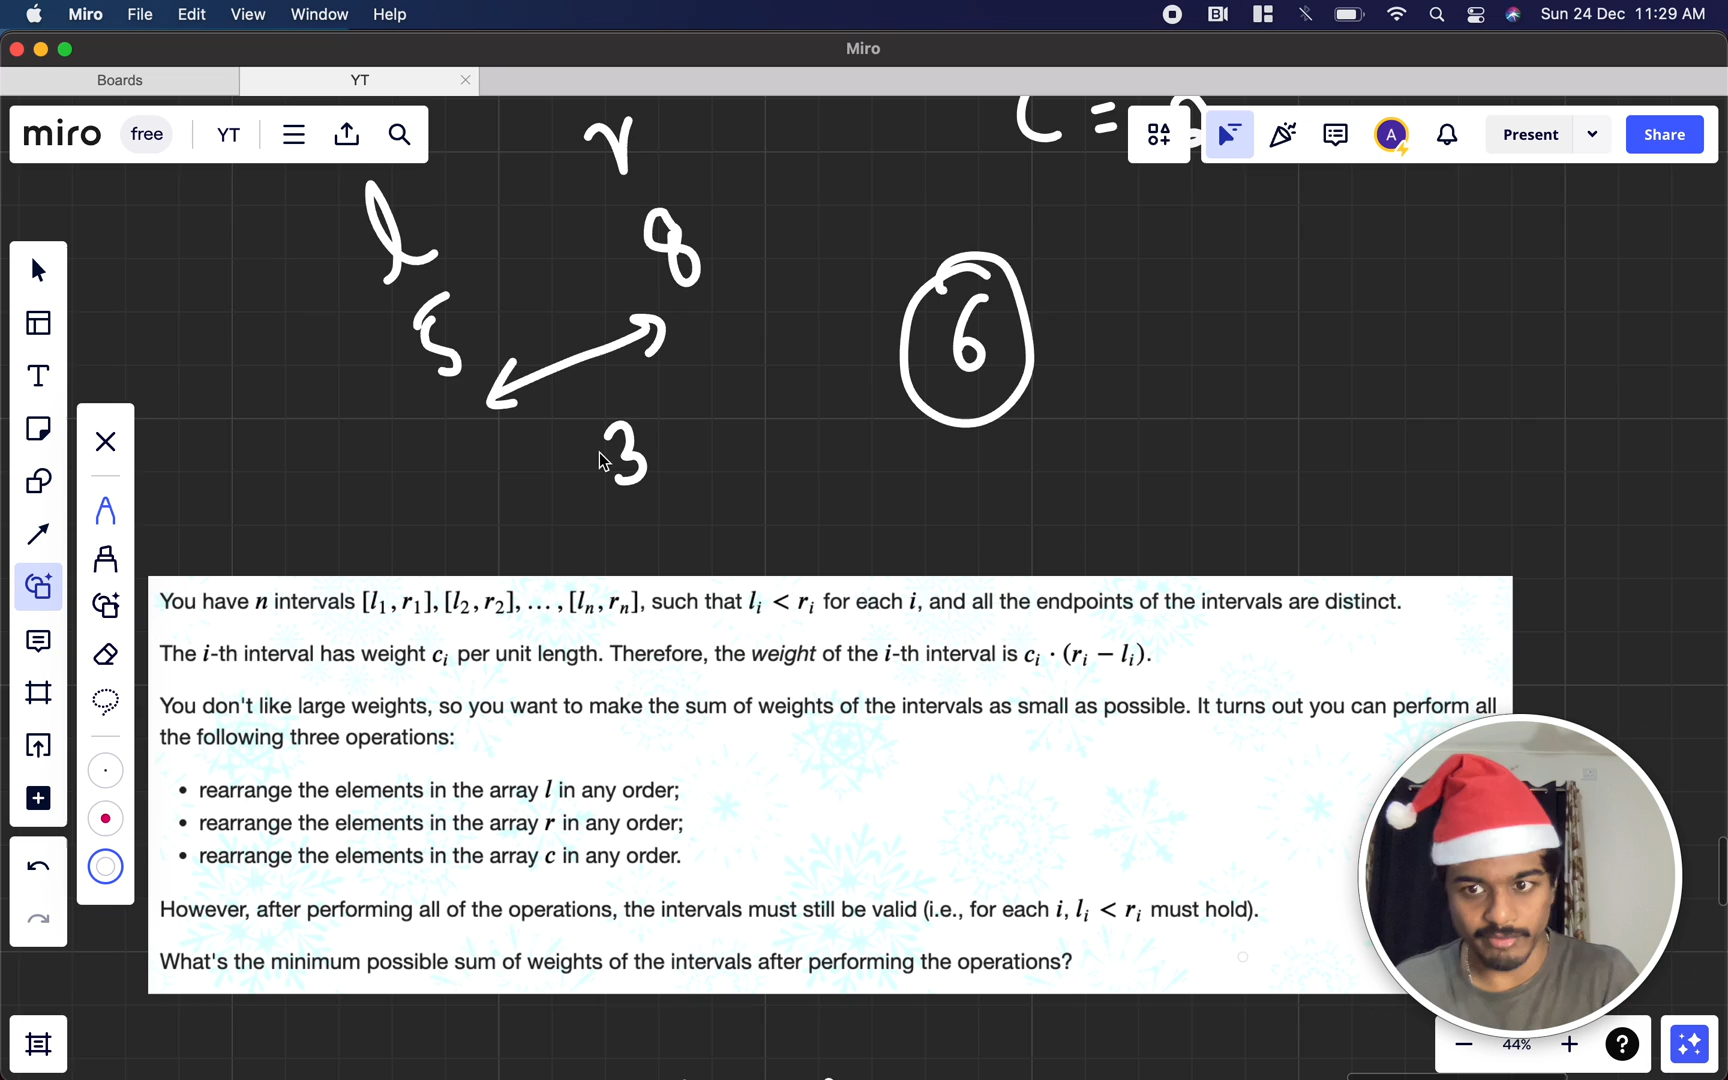 Miro File Edit View Window Help Sun 24 Dec 11:29 AM
Miro
Boards YT
miro free YT Present Share
A
r
l
8
5
6
3
You have n intervals [l₁, r₁], [l₂, r₂], … , [lₙ, rₙ], such that lᵢ < rᵢ for each i, and all the endpoints of the intervals are distinct.
The i-th interval has weight cᵢ per unit length. Therefore, the weight of the i-th interval is cᵢ · (rᵢ − lᵢ).
You don't like large weights, so you want to make the sum of weights of the intervals as small as possible. It turns out you can perform all
the following three operations:
• rearrange the elements in the array l in any order;
• rearrange the elements in the array r in any order;
• rearrange the elements in the array c in any order.
However, after performing all of the operations, the intervals must still be valid (i.e., for each i, lᵢ < rᵢ must hold).
What's the minimum possible sum of weights of the intervals after performing the operations?
44% ?